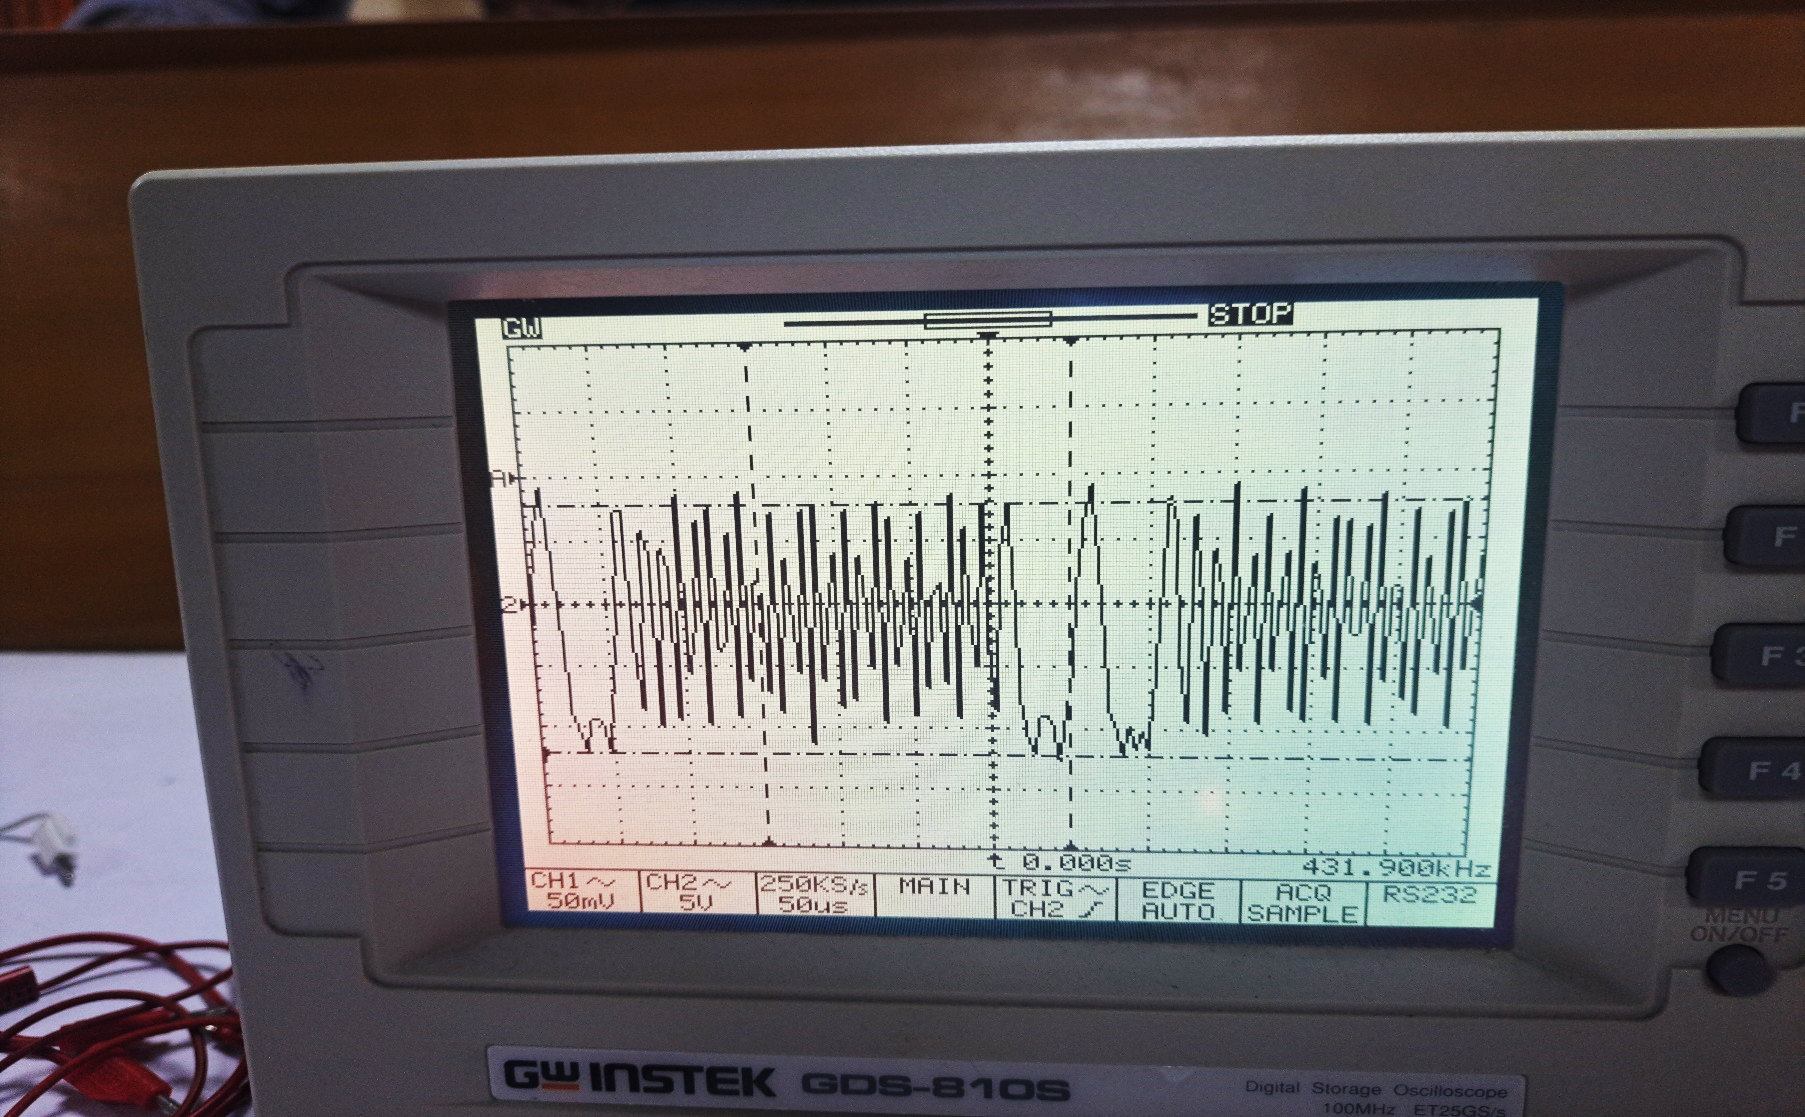 GW
STOP
A
2
t 0.000s
431.900kHz
CH1 ~
50mV
CH2 ~
5V
250KS/s
50us
MAIN
TRIG ~
CH2
EDGE
AUTO
ACQ
SAMPLE
RS232
F
F
F 3
F 4
F 5
MENU
ON/OFF
GW INSTEK GDS-810S
Digital Storage Oscilloscope
100MHz ET25GS/s